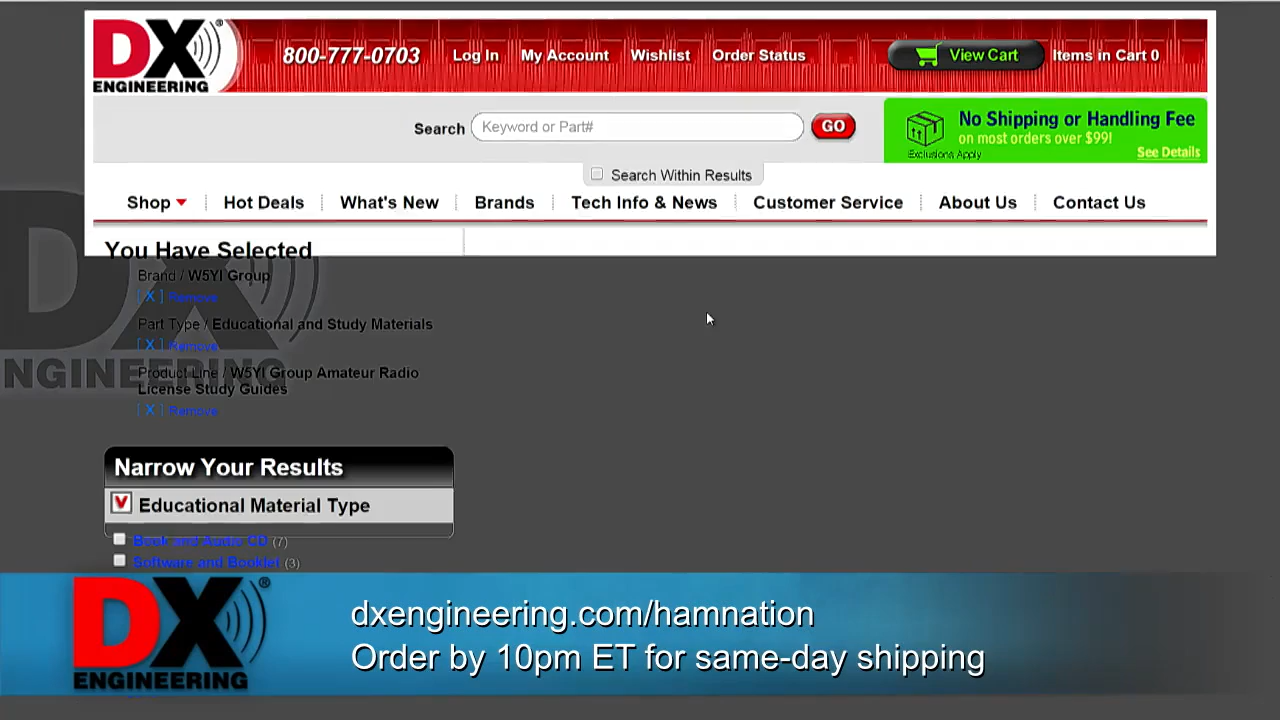 DX ®
ENGINEERING
800-777-0703 Log In My Account Wishlist Order Status View Cart Items in Cart 0
Search Keyword or Part# GO
No Shipping or Handling Fee
on most orders over $99!
Exclusions Apply See Details
Search Within Results
Shop Hot Deals What's New Brands Tech Info & News Customer Service About Us Contact Us
You Have Selected
Brand / W5YI Group
[ X ] Remove
Part Type / Educational and Study Materials
[ X ] Remove
Product Line / W5YI Group Amateur Radio
License Study Guides
[ X ] Remove
DX
NGINEERING
Narrow Your Results
V Educational Material Type
Book and Audio CD (7)
Software and Booklet (3)
DX ®
ENGINEERING
dxengineering.com/hamnation
Order by 10pm ET for same-day shipping